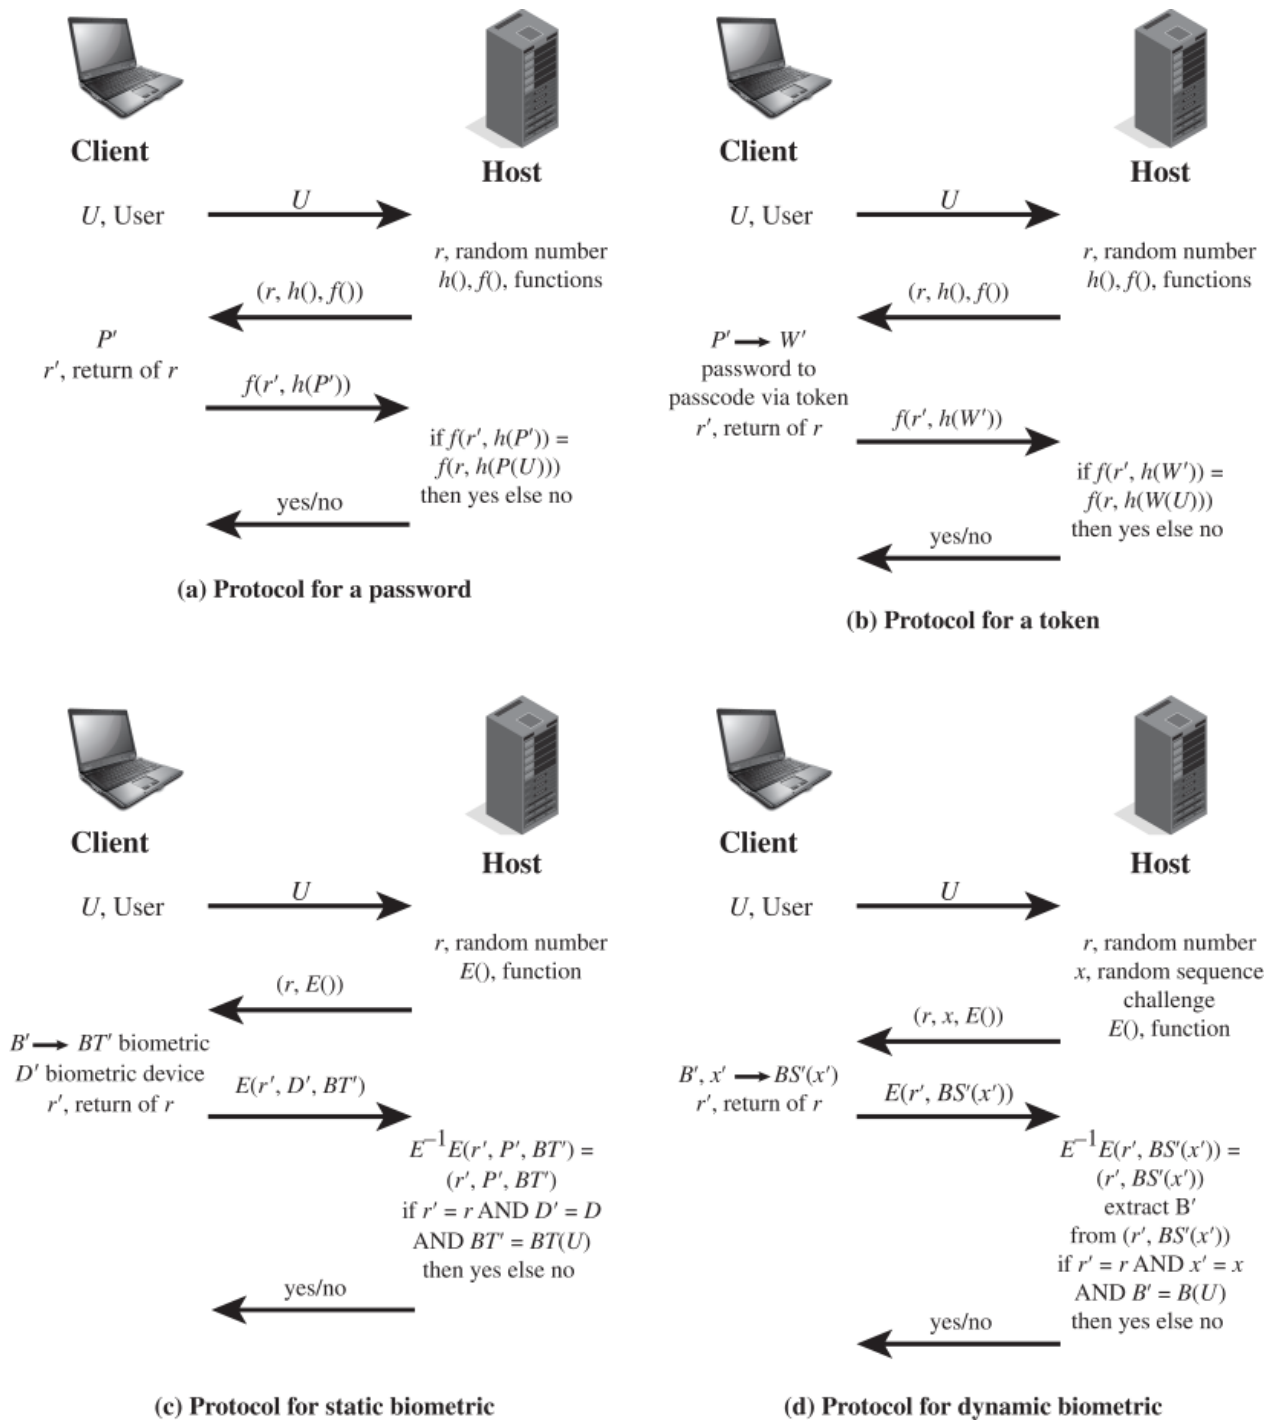 Client
Host
U, User
U
r, random number
h(), f(), functions
(r, h(), f())
P′
r′, return of r
f(r′, h(P′))
if f(r′, h(P′)) =
f(r, h(P(U)))
then yes else no
yes/no
(a) Protocol for a password
Client
Host
U, User
U
r, random number
h(), f(), functions
(r, h(), f())
P′ → W′
password to
passcode via token
r′, return of r
f(r′, h(W′))
if f(r′, h(W′)) =
f(r, h(W(U)))
then yes else no
yes/no
(b) Protocol for a token
Client
Host
U, User
U
r, random number
E(), function
(r, E())
B′ → BT′ biometric
D′ biometric device
r′, return of r
E(r′, D′, BT′)
E⁻¹E(r′, P′, BT′) =
(r′, P′, BT′)
if r′ = r AND D′ = D
AND BT′ = BT(U)
then yes else no
yes/no
(c) Protocol for static biometric
Client
Host
U, User
U
r, random number
x, random sequence
challenge
E(), function
(r, x, E())
B′, x′ → BS′(x′)
r′, return of r
E(r′, BS′(x′))
E⁻¹E(r′, BS′(x′)) =
(r′, BS′(x′))
extract B′
from (r′, BS′(x′))
if r′ = r AND x′ = x
AND B′ = B(U)
then yes else no
yes/no
(d) Protocol for dynamic biometric